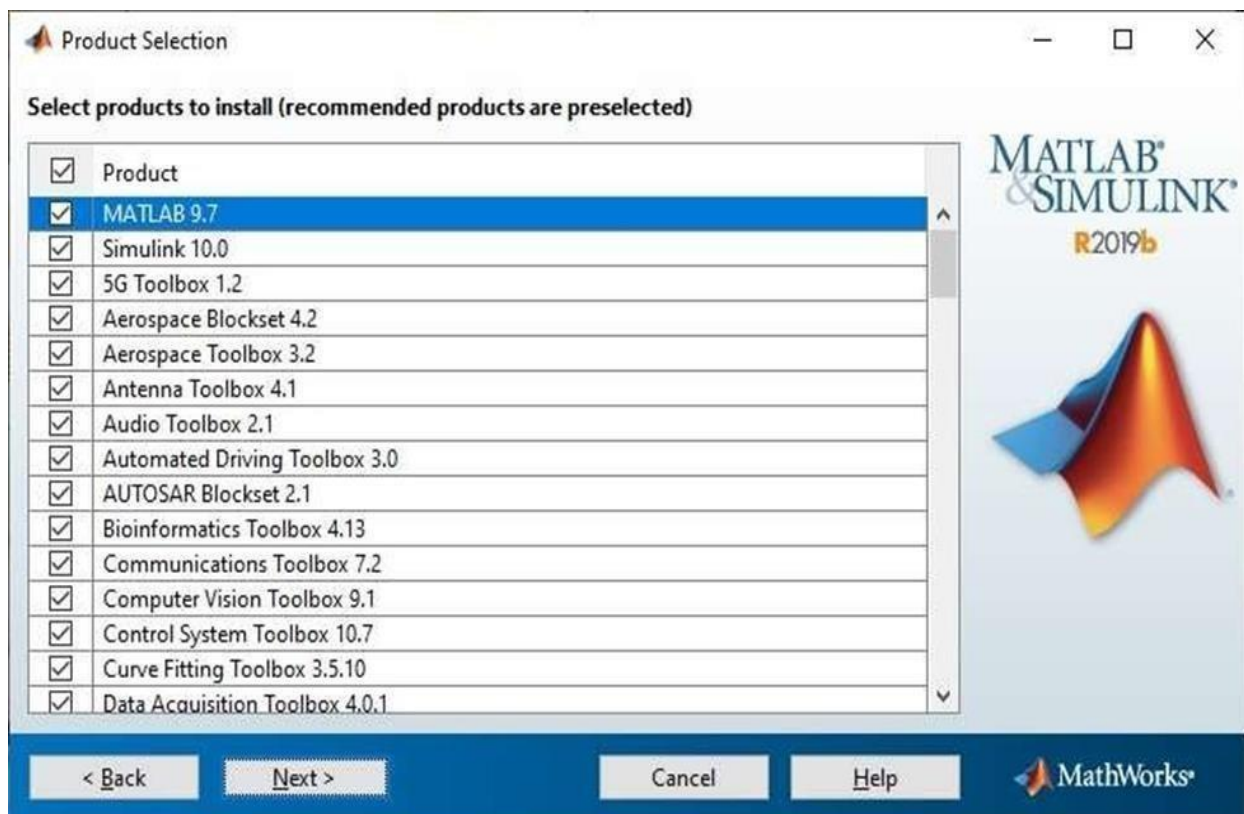 Product Selection
Select products to install (recommended products are preselected)
Product
MATLAB 9.7
Simulink 10.0
5G Toolbox 1.2
Aerospace Blockset 4.2
Aerospace Toolbox 3.2
Antenna Toolbox 4.1
Audio Toolbox 2.1
Automated Driving Toolbox 3.0
AUTOSAR Blockset 2.1
Bioinformatics Toolbox 4.13
Communications Toolbox 7.2
Computer Vision Toolbox 9.1
Control System Toolbox 10.7
Curve Fitting Toolbox 3.5.10
Data Acquisition Toolbox 4.0.1
MATLAB®
&SIMULINK®
R2019b
< Back
Next >
Cancel
Help
MathWorks®